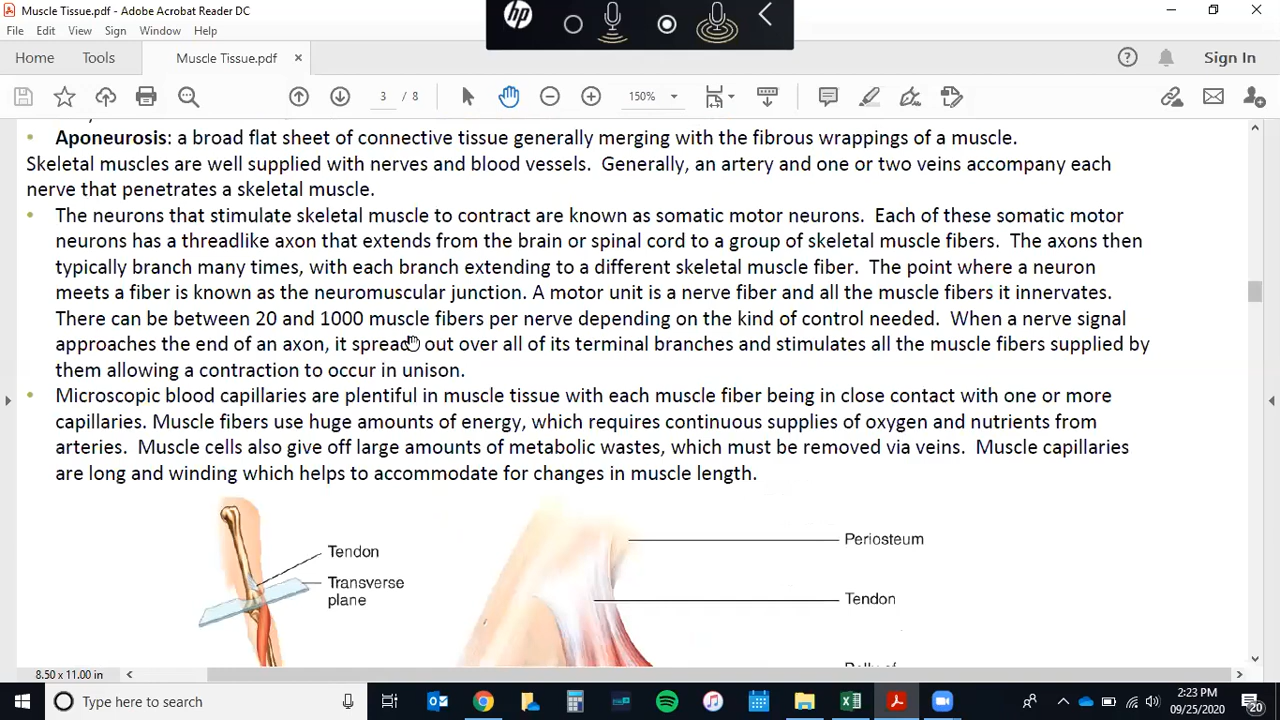 Muscle Tissue.pdf - Adobe Acrobat Reader DC
hp
File Edit View Sign Window Help
Home Tools Muscle Tissue.pdf × Sign In
3 / 8 150%
• Aponeurosis: a broad flat sheet of connective tissue generally merging with the fibrous wrappings of a muscle.
Skeletal muscles are well supplied with nerves and blood vessels. Generally, an artery and one or two veins accompany each
nerve that penetrates a skeletal muscle.
• The neurons that stimulate skeletal muscle to contract are known as somatic motor neurons. Each of these somatic motor
neurons has a threadlike axon that extends from the brain or spinal cord to a group of skeletal muscle fibers. The axons then
typically branch many times, with each branch extending to a different skeletal muscle fiber. The point where a neuron
meets a fiber is known as the neuromuscular junction. A motor unit is a nerve fiber and all the muscle fibers it innervates.
There can be between 20 and 1000 muscle fibers per nerve depending on the kind of control needed. When a nerve signal
approaches the end of an axon, it spreads out over all of its terminal branches and stimulates all the muscle fibers supplied by
them allowing a contraction to occur in unison.
• Microscopic blood capillaries are plentiful in muscle tissue with each muscle fiber being in close contact with one or more
capillaries. Muscle fibers use huge amounts of energy, which requires continuous supplies of oxygen and nutrients from
arteries. Muscle cells also give off large amounts of metabolic wastes, which must be removed via veins. Muscle capillaries
are long and winding which helps to accommodate for changes in muscle length.
Tendon
Transverse
plane
Periosteum
Tendon
8.50 x 11.00 in
Type here to search
2:23 PM
09/25/2020
20